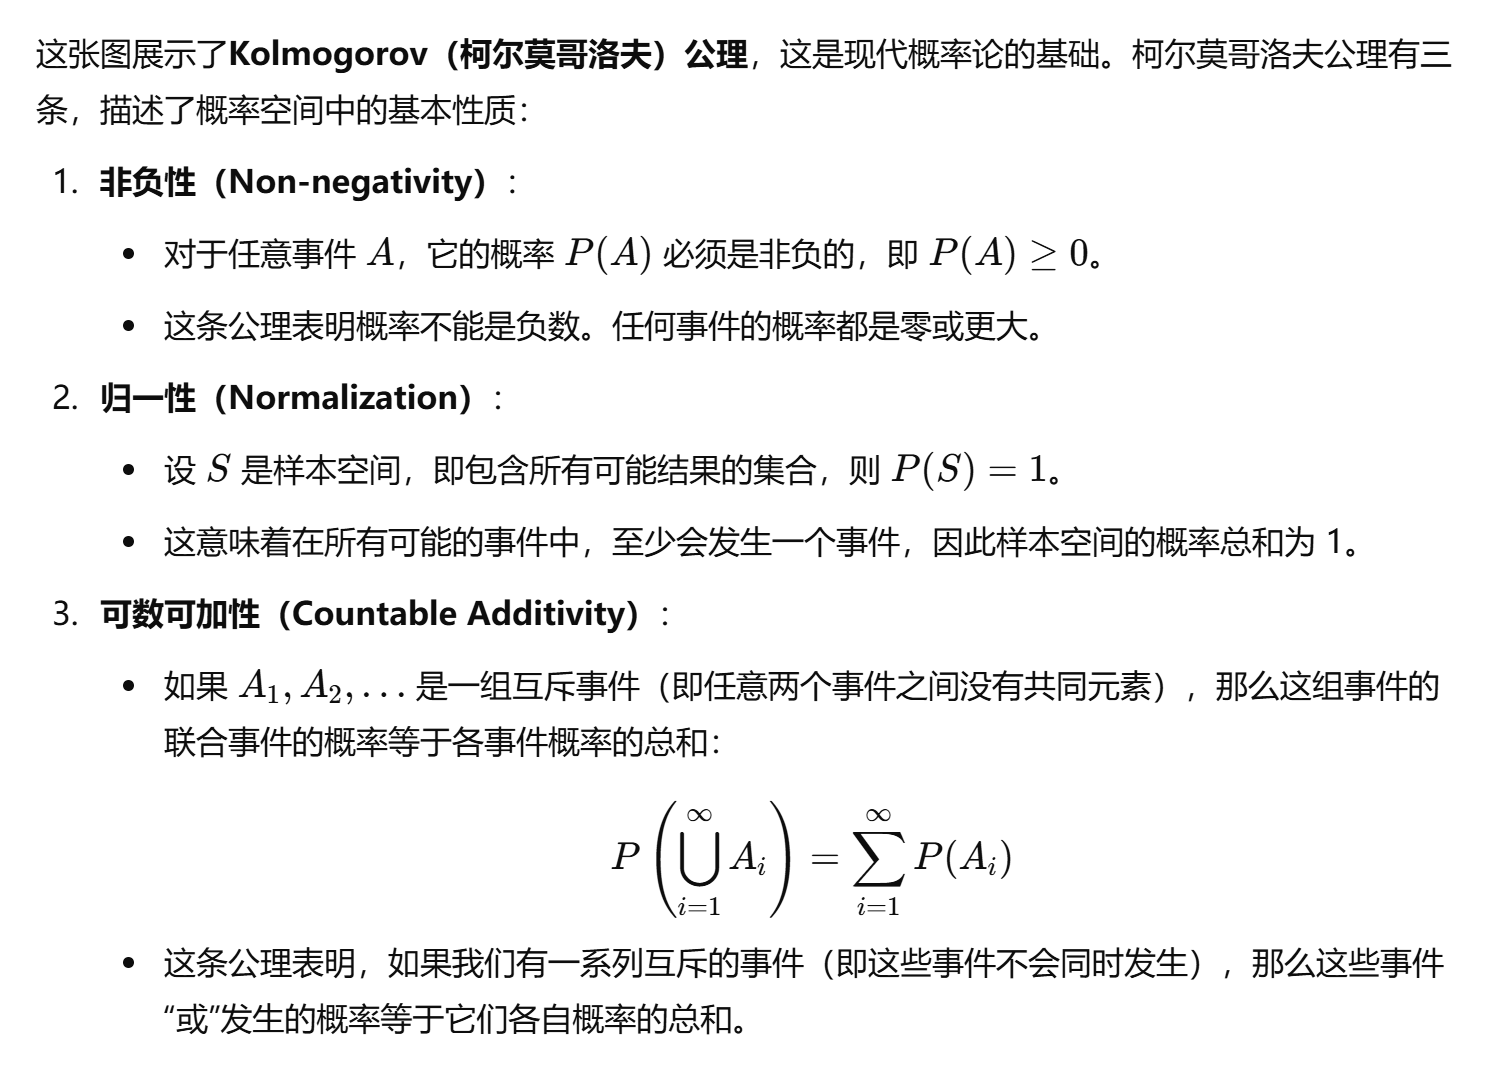 这张图展示了Kolmogorov（柯尔莫哥洛夫）公理，这是现代概率论的基础。柯尔莫哥洛夫公理有三
条，描述了概率空间中的基本性质：
1. 非负性（Non-negativity）：
• 对于任意事件 A，它的概率 P(A) 必须是非负的，即 P(A) ≥ 0。
• 这条公理表明概率不能是负数。任何事件的概率都是零或更大。
2. 归一性（Normalization）：
• 设 S 是样本空间，即包含所有可能结果的集合，则 P(S) = 1。
• 这意味着在所有可能的事件中，至少会发生一个事件，因此样本空间的概率总和为 1。
3. 可数可加性（Countable Additivity）：
• 如果 A₁, A₂, … 是一组互斥事件（即任意两个事件之间没有共同元素），那么这组事件的
联合事件的概率等于各事件概率的总和：
P(⋃_{i=1}^{∞} A_i) = ∑_{i=1}^{∞} P(A_i)
• 这条公理表明，如果我们有一系列互斥的事件（即这些事件不会同时发生），那么这些事件
“或”发生的概率等于它们各自概率的总和。